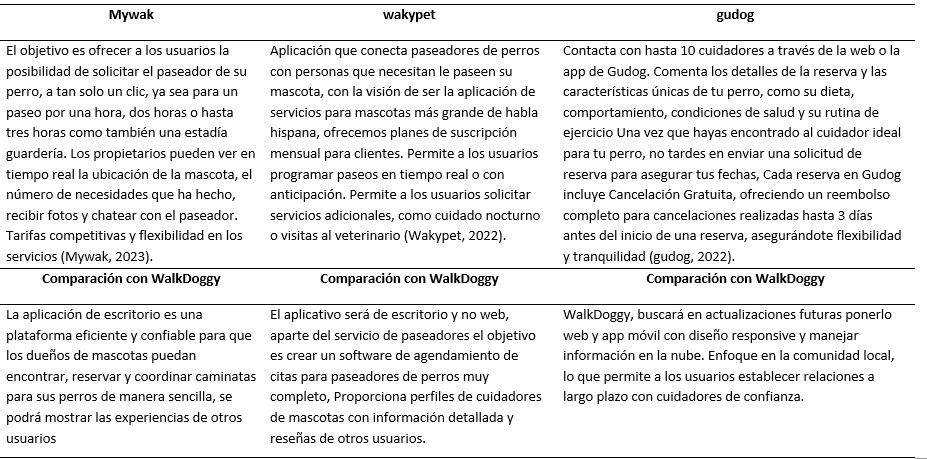 Mywak
El objetivo es ofrecer a los usuarios la
posibilidad de solicitar el paseador de su
perro, a tan solo un clic, ya sea para un
paseo por una hora, dos horas o hasta
tres horas como también una estadía
guardería. Los propietarios pueden ver en
tiempo real la ubicación de la mascota, el
número de necesidades que ha hecho,
recibir fotos y chatear con el paseador.
Tarifas competitivas y flexibilidad en los
servicios (Mywak, 2023).
wakypet
Aplicación que conecta paseadores de perros
con personas que necesitan le paseen su
mascota, con la visión de ser la aplicación de
servicios para mascotas más grande de habla
hispana, ofrecemos planes de suscripción
mensual para clientes. Permite a los usuarios
programar paseos en tiempo real o con
anticipación. Permite a los usuarios solicitar
servicios adicionales, como cuidado nocturno
o visitas al veterinario (Wakypet, 2022).
gudog
Contacta con hasta 10 cuidadores a través de la web o la
app de Gudog. Comenta los detalles de la reserva y las
características únicas de tu perro, como su dieta,
comportamiento, condiciones de salud y su rutina de
ejercicio Una vez que hayas encontrado al cuidador ideal
para tu perro, no tardes en enviar una solicitud de
reserva para asegurar tus fechas, Cada reserva en Gudog
incluye Cancelación Gratuita, ofreciendo un reembolso
completo para cancelaciones realizadas hasta 3 días
antes del inicio de una reserva, asegurándote flexibilidad
y tranquilidad (gudog, 2022).
Comparación con WalkDoggy
La aplicación de escritorio es una
plataforma eficiente y confiable para que
los dueños de mascotas puedan
encontrar, reservar y coordinar caminatas
para sus perros de manera sencilla, se
podrá mostrar las experiencias de otros
usuarios
Comparación con WalkDoggy
El aplicativo será de escritorio y no web,
aparte del servicio de paseadores el objetivo
es crear un software de agendamiento de
citas para paseadores de perros muy
completo, Proporciona perfiles de cuidadores
de mascotas con información detallada y
reseñas de otros usuarios.
Comparación con WalkDoggy
WalkDoggy, buscará en actualizaciones futuras ponerlo
web y app móvil con diseño responsive y manejar
información en la nube. Enfoque en la comunidad local,
lo que permite a los usuarios establecer relaciones a
largo plazo con cuidadores de confianza.